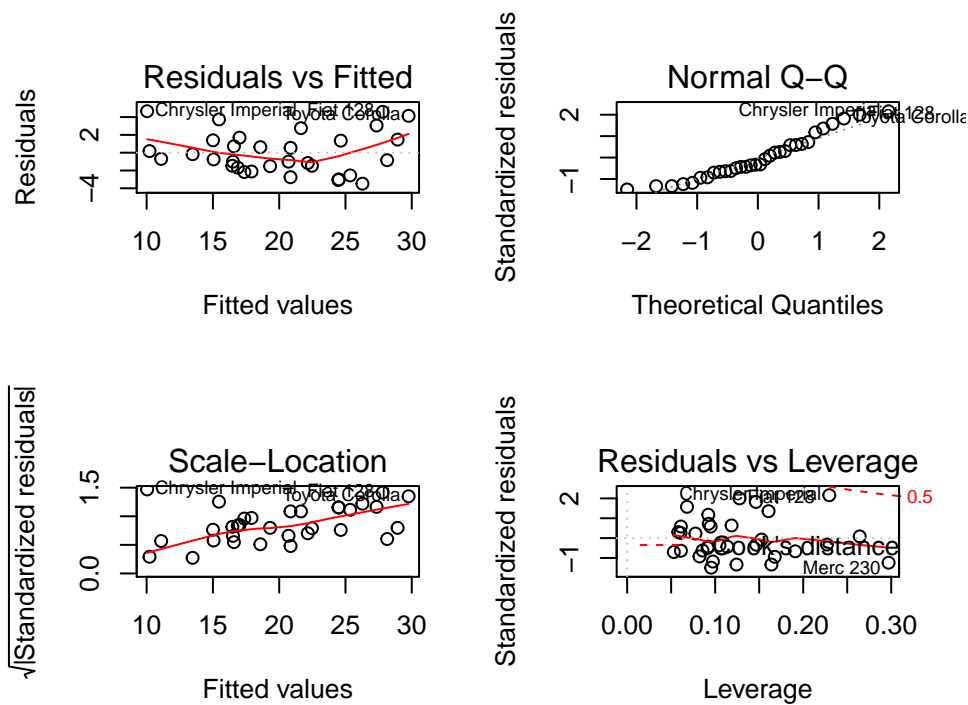 Residuals vs Fitted
Residuals
2
-4
Chrysler Imperial
Fiat 128
Toyota Corolla
10 15 20 25 30
Fitted values
Normal Q−Q
Standardized residuals
2
−1
Chrysler Imperial
Fiat 128
Toyota Corolla
−2 −1 0 1 2
Theoretical Quantiles
Scale−Location
√|Standardized residuals|
1.5
0.0
Chrysler Imperial
Fiat 128
Toyota Corolla
10 15 20 25 30
Fitted values
Residuals vs Leverage
Standardized residuals
2
−1
Chrysler Imperial
Fiat 128
0.5
Cook's distance
Merc 230
0.00 0.10 0.20 0.30
Leverage